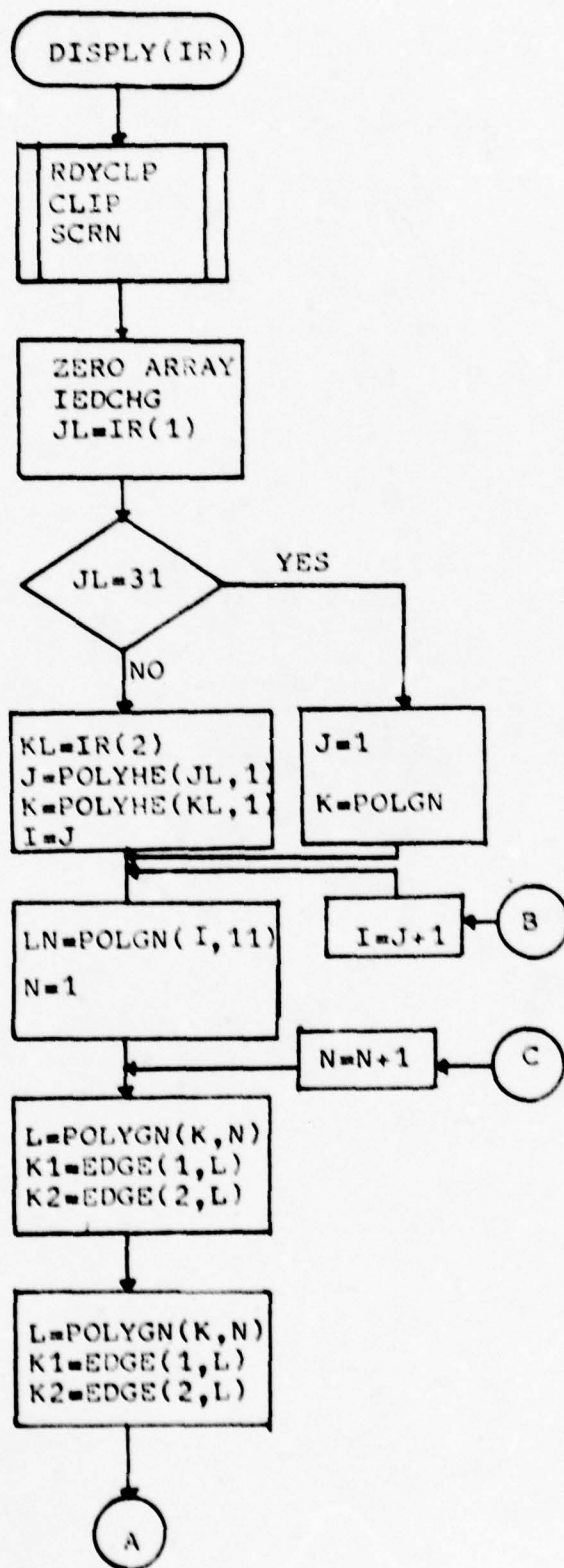 DISPLY(IR)
RDYCLP
CLIP
SCRN
ZERO ARRAY
IEDCHG
JL=IR(1)
JL=31
YES
NO
KL=IR(2)
J=POLYHE(JL,1)
K=POLYHE(KL,1)
I=J
J=1
K=POLGN
LN=POLGN(I,11)
N=1
I=J+1
B
N=N+1
C
L=POLYGN(K,N)
K1=EDGE(1,L)
K2=EDGE(2,L)
L=POLYGN(K,N)
K1=EDGE(1,L)
K2=EDGE(2,L)
A